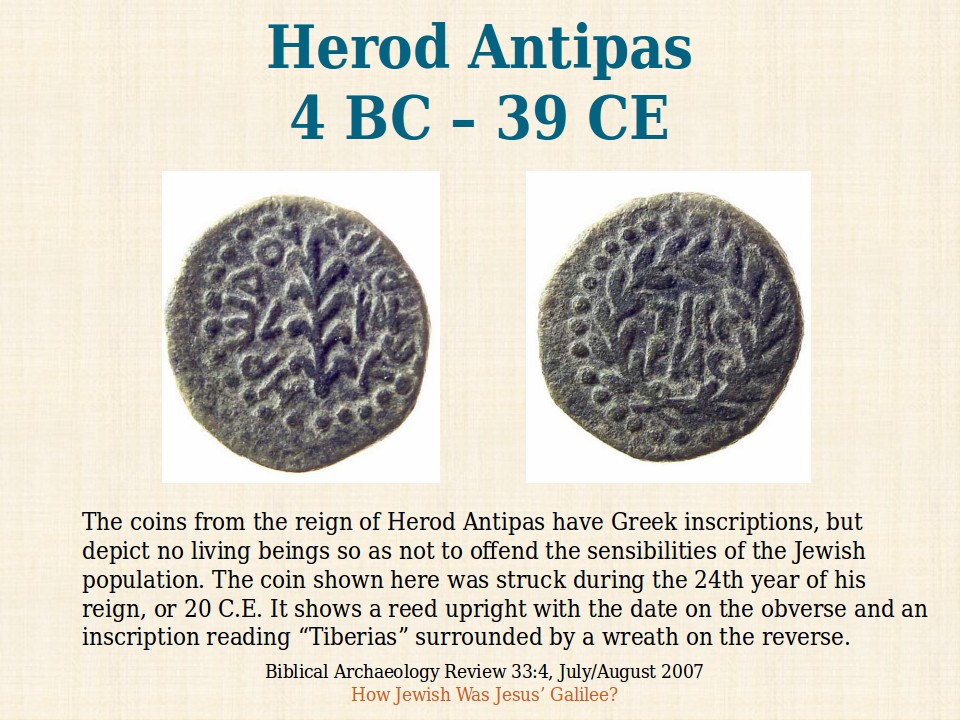 Herod Antipas
4 BC – 39 CE
The coins from the reign of Herod Antipas have Greek inscriptions, but
depict no living beings so as not to offend the sensibilities of the Jewish
population. The coin shown here was struck during the 24th year of his
reign, or 20 C.E. It shows a reed upright with the date on the obverse and an
inscription reading “Tiberias” surrounded by a wreath on the reverse.
Biblical Archaeology Review 33:4, July/August 2007
How Jewish Was Jesus’ Galilee?